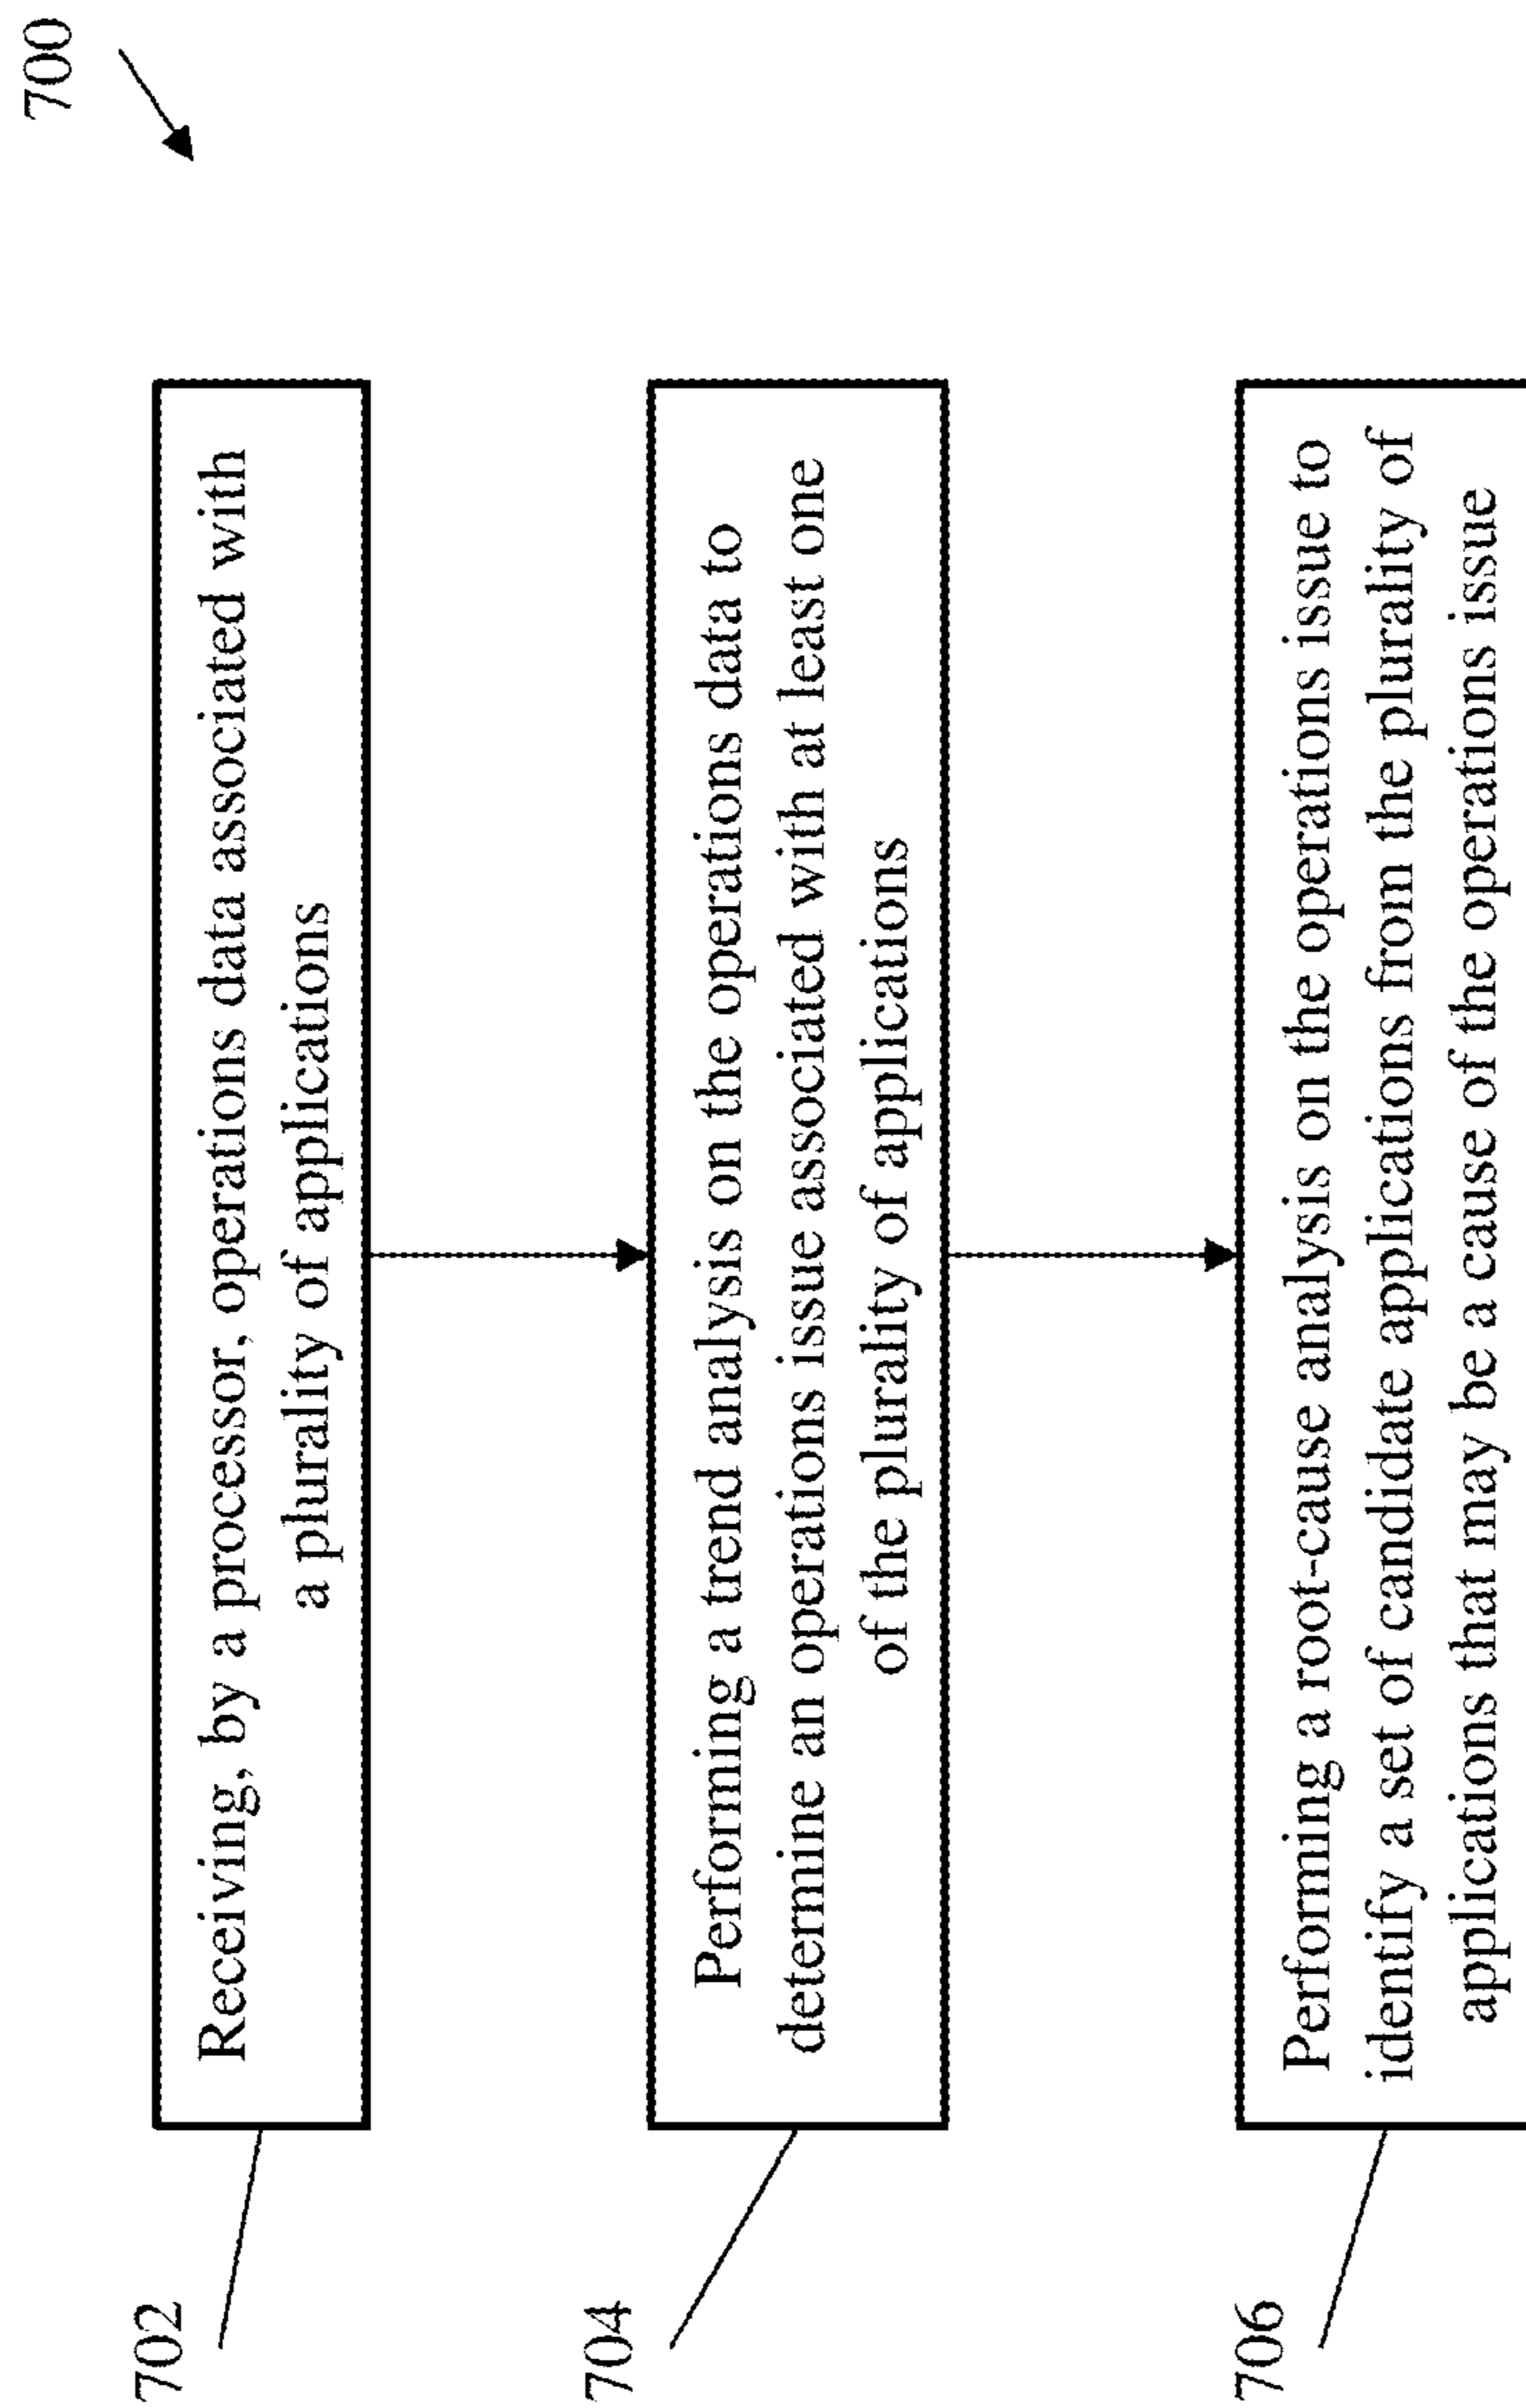 700
702
Receiving, by a processor, operations data associated with
a plurality of applications
704
Performing a trend analysis on the operations data to
determine an operations issue associated with at least one
of the plurality of applications
706
Performing a root-cause analysis on the operations issue to
identify a set of candidate applications from the plurality of
applications that may be a cause of the operations issue